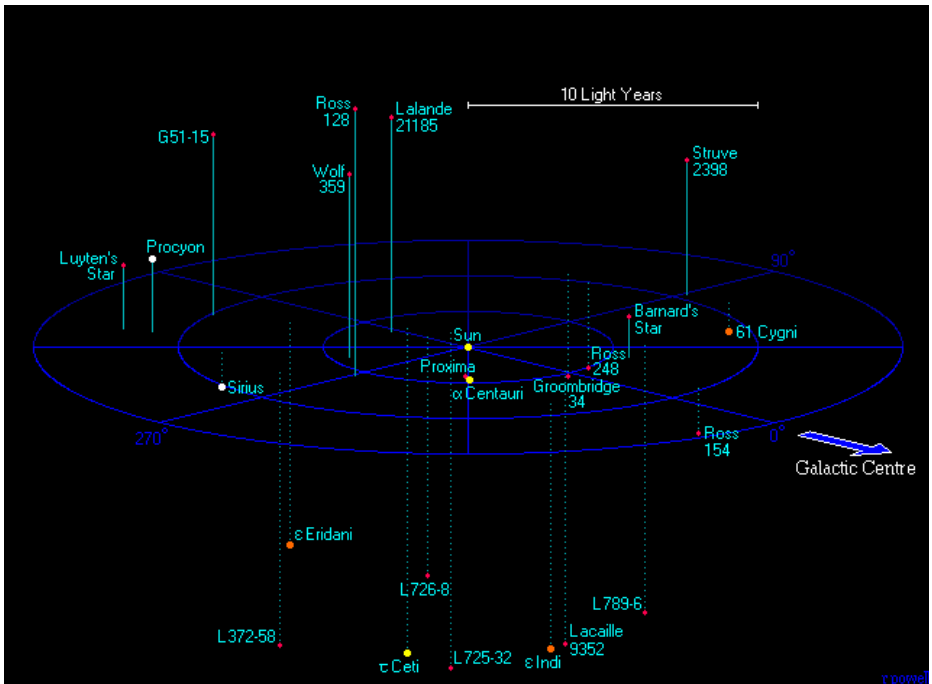 10 Light Years
Ross
128
Lalande
21185
G51-15
Wolf
359
Struve
2398
Procyon
Luyten's
Star
90°
Barnard's
Star
61 Cygni
Sun
Ross
248
Proxima
Sirius
α Centauri
Groombridge
34
270°
0°
Ross
154
Galactic Centre
ε Eridani
L726-8
L789-6
L372-58
Lacaille
9352
L725-32
τ Ceti
ε Indi
r powell